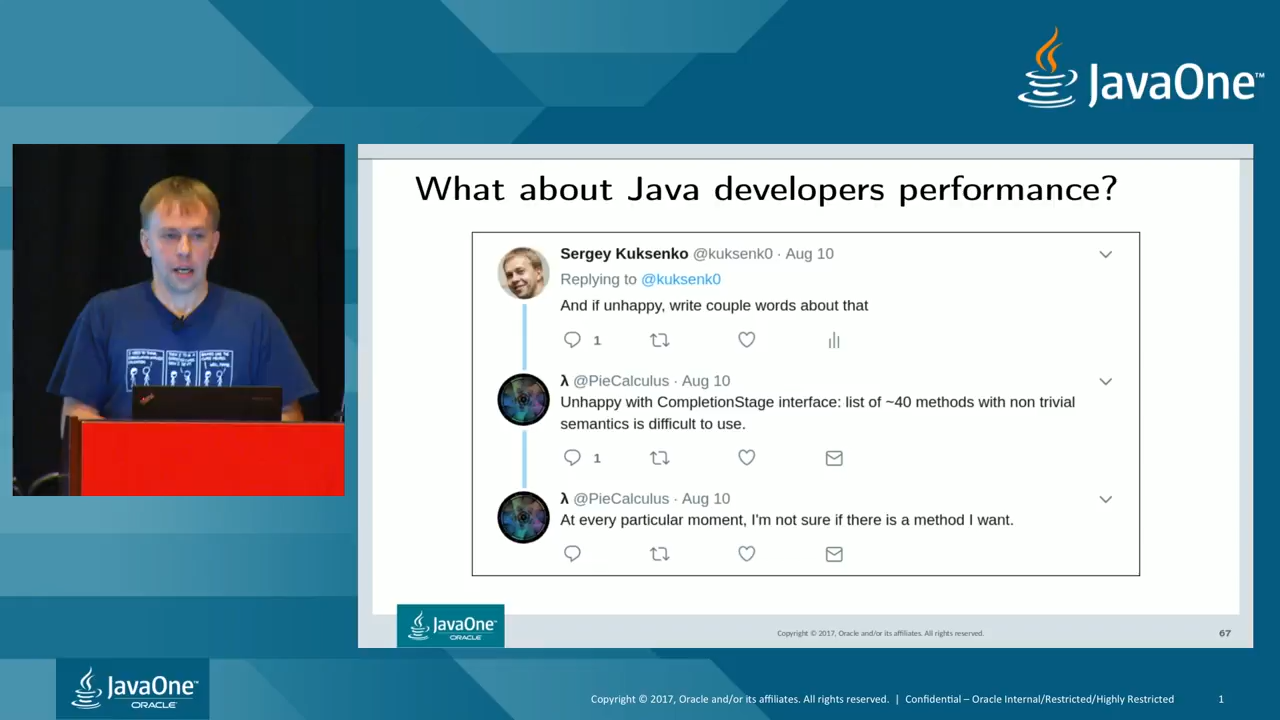 JavaOne™
What about Java developers performance?
Sergey Kuksenko @kuksenk0 · Aug 10
Replying to @kuksenk0
And if unhappy, write couple words about that
1
λ @PieCalculus · Aug 10
Unhappy with CompletionStage interface: list of ~40 methods with non trivial
semantics is difficult to use.
1
λ @PieCalculus · Aug 10
At every particular moment, I'm not sure if there is a method I want.
JavaOne™
ORACLE
Copyright © 2017, Oracle and/or its affiliates. All rights reserved.
67
JavaOne™
ORACLE
Copyright © 2017, Oracle and/or its affiliates. All rights reserved. | Confidential – Oracle Internal/Restricted/Highly Restricted
1